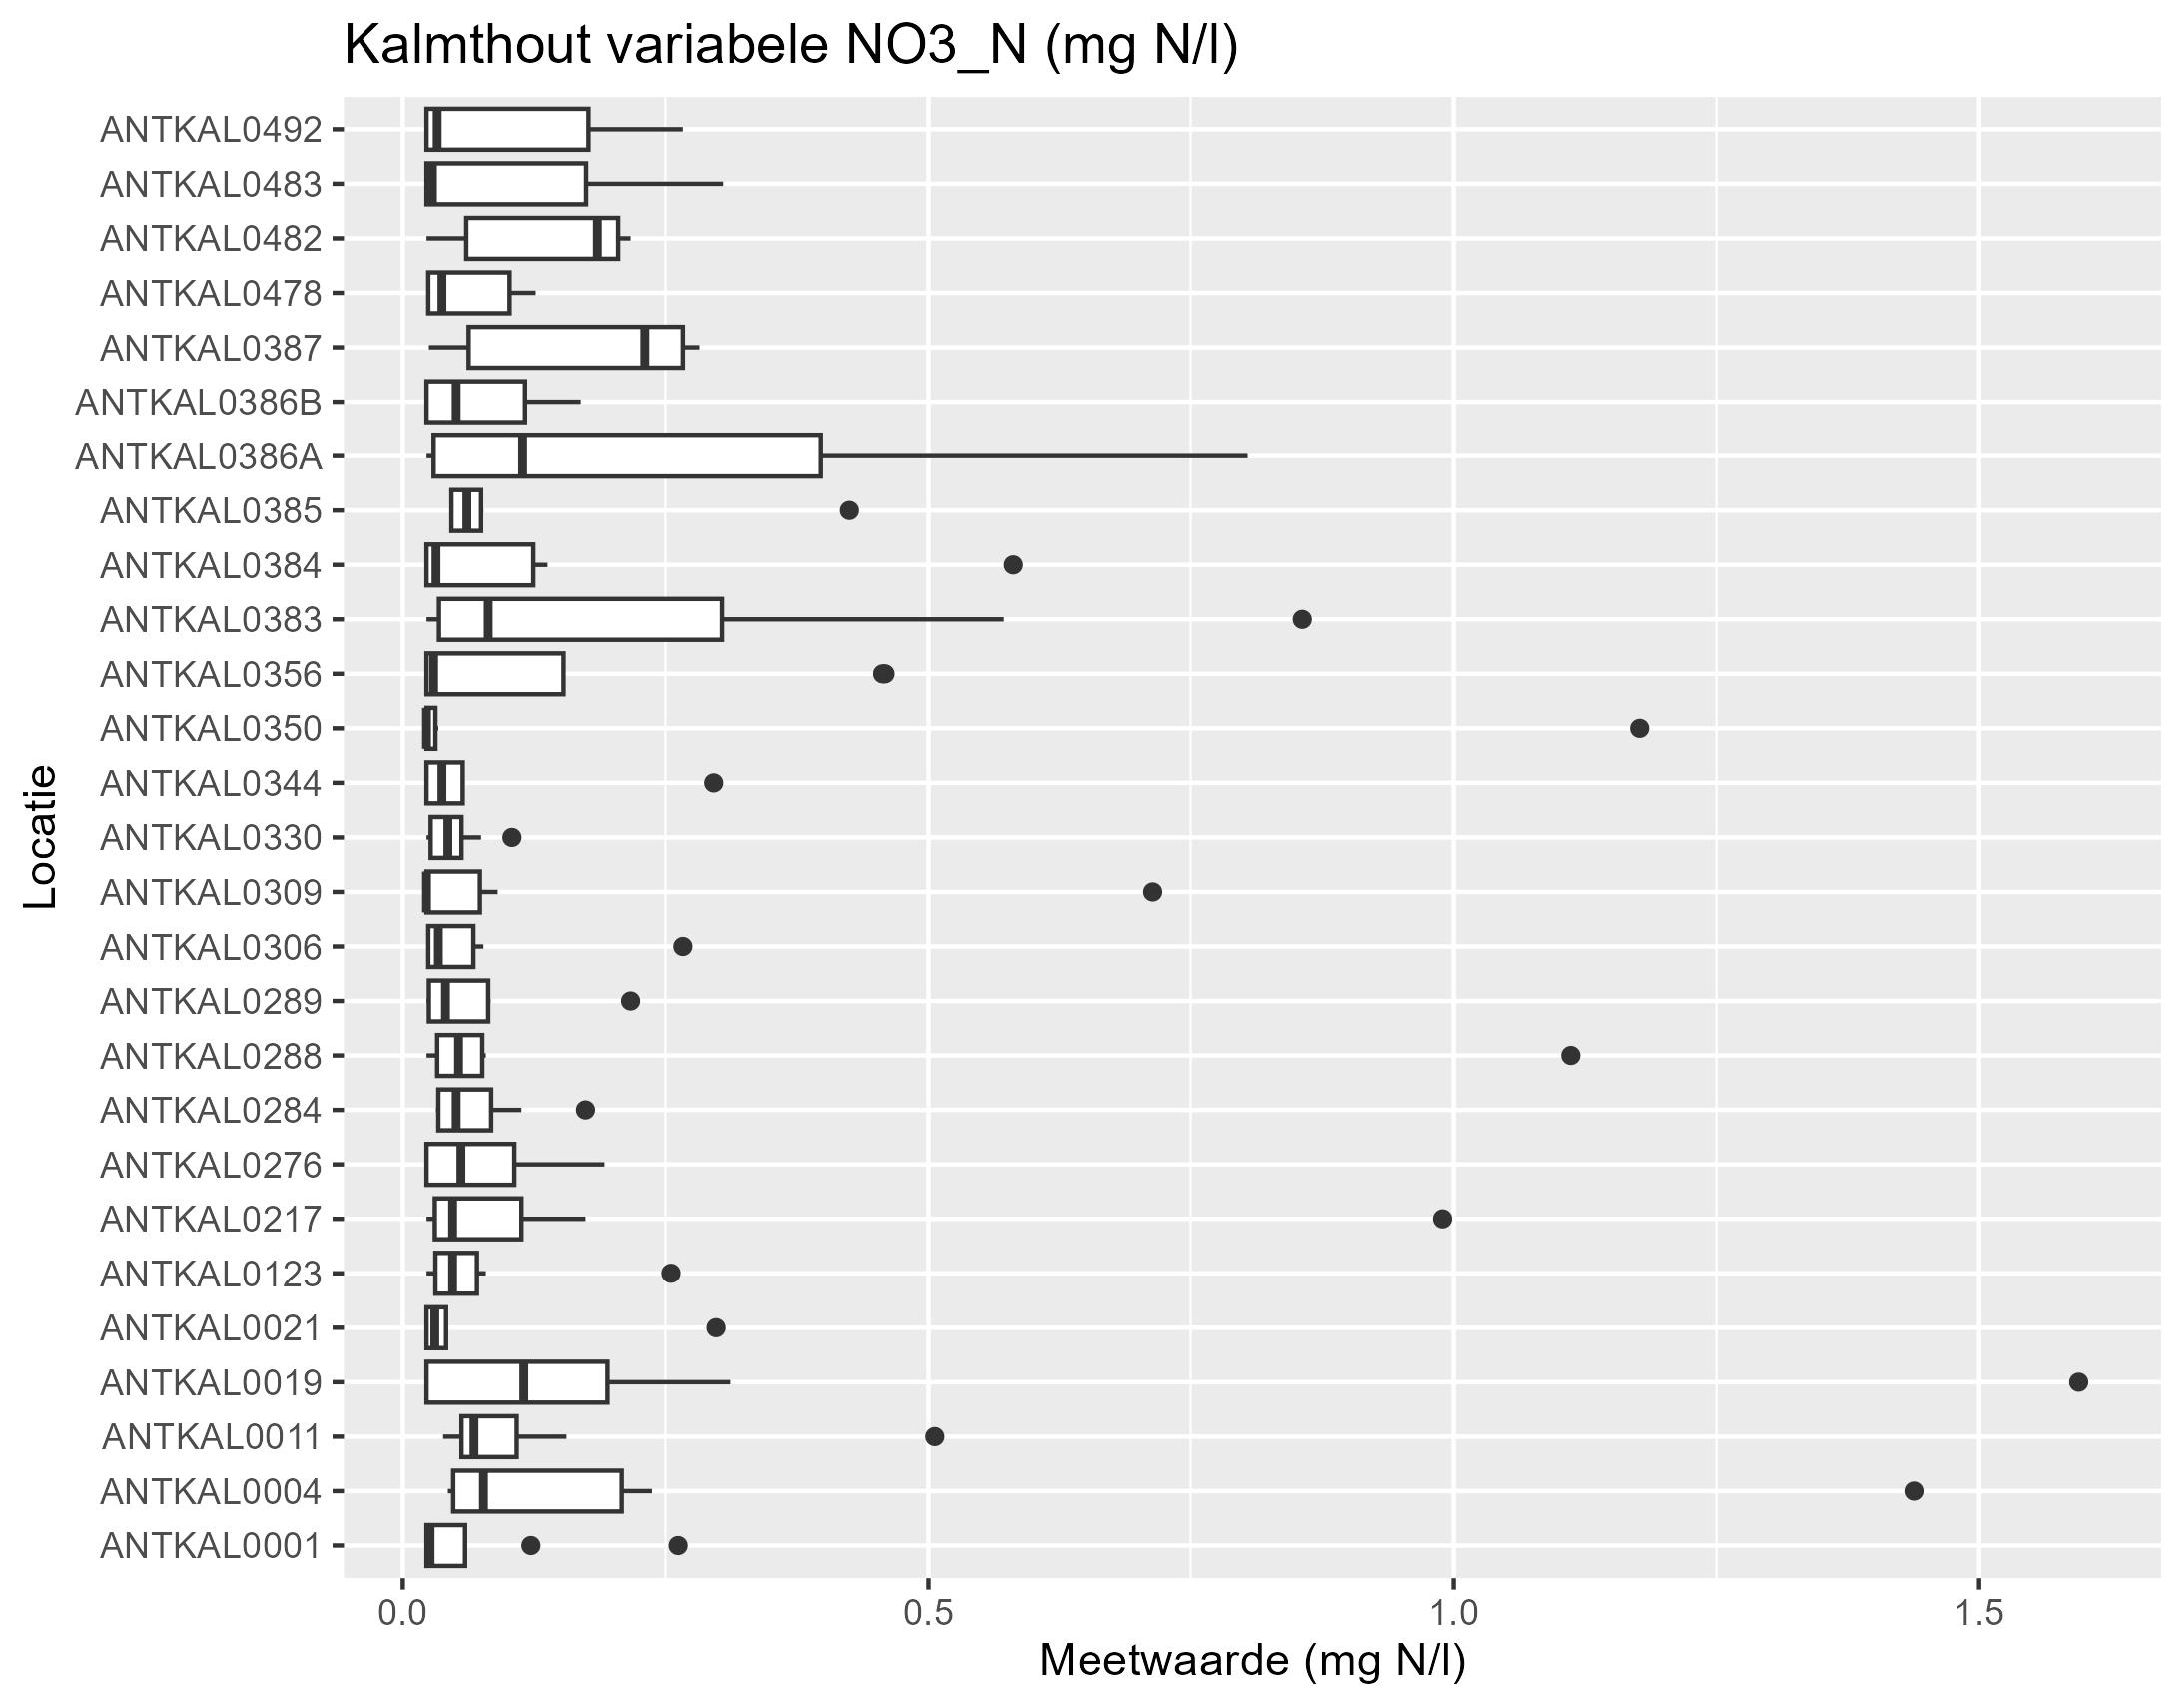 Kalmthout variabele NO3_N (mg N/l)
ANTKAL0492
ANTKAL0483
ANTKAL0482
ANTKAL0478
ANTKAL0387
ANTKAL0386B
ANTKAL0386A
ANTKAL0385
ANTKAL0384
ANTKAL0383
ANTKAL0356
ANTKAL0350
ANTKAL0344
ANTKAL0330
ANTKAL0309
ANTKAL0306
ANTKAL0289
ANTKAL0288
ANTKAL0284
ANTKAL0276
ANTKAL0217
ANTKAL0123
ANTKAL0021
ANTKAL0019
ANTKAL0011
ANTKAL0004
ANTKAL0001
Locatie
0.0 0.5 1.0 1.5
Meetwaarde (mg N/l)